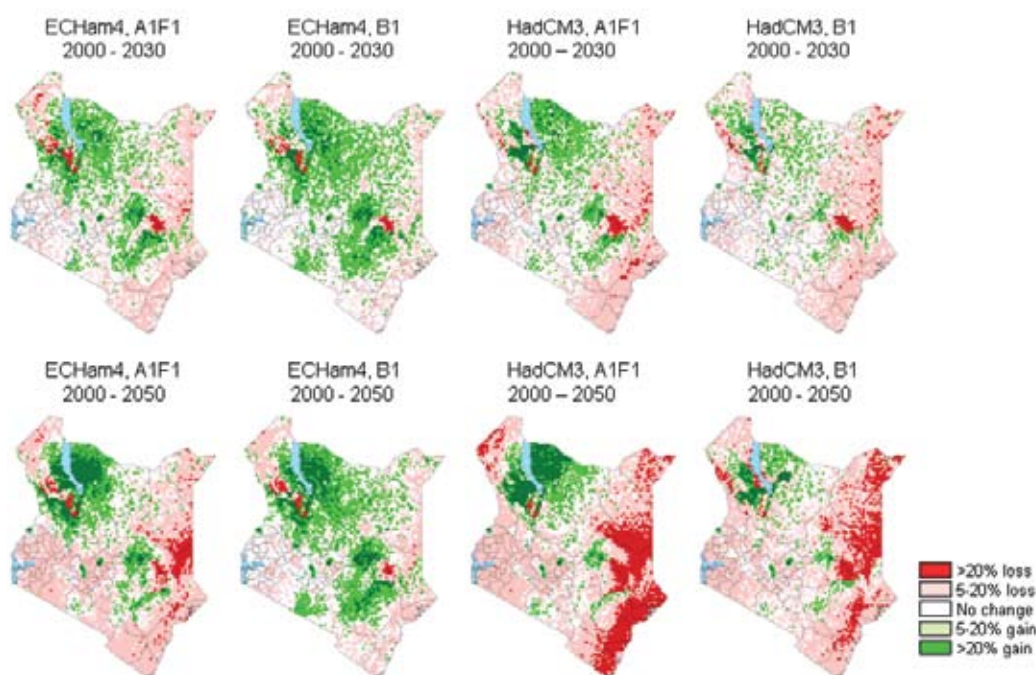 ECHam4, A1F1
2000 - 2030
ECHam4, B1
2000 - 2030
HadCM3, A1F1
2000 – 2030
HadCM3, B1
2000 - 2030
ECHam4, A1F1
2000 - 2050
ECHam4, B1
2000 - 2050
HadCM3, A1F1
2000 – 2050
HadCM3, B1
2000 - 2050
>20% loss
5-20% loss
No change
5-20% gain
>20% gain